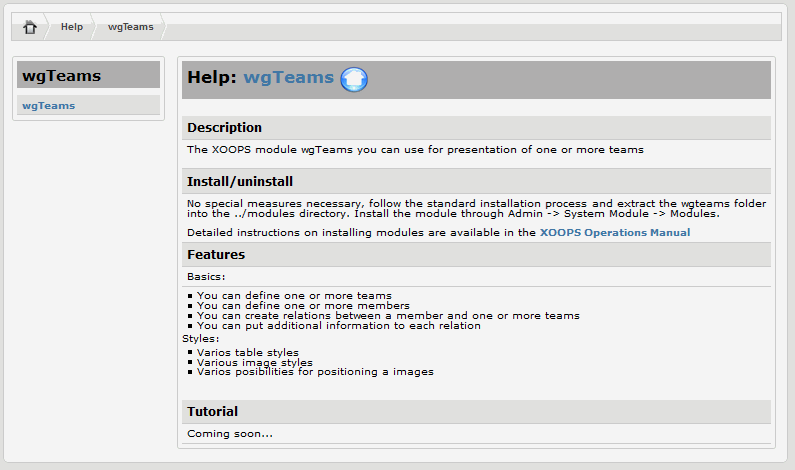 Help
wgTeams
wgTeams
wgTeams
Help: wgTeams
Description
The XOOPS module wgTeams you can use for presentation of one or more teams
Install/uninstall
No special measures necessary, follow the standard installation process and extract the wgteams folder
into the ../modules directory. Install the module through Admin -> System Module -> Modules.
Detailed instructions on installing modules are available in the XOOPS Operations Manual
Features
Basics:
You can define one or more teams
You can define one or more members
You can create relations between a member and one or more teams
You can put additional information to each relation
Styles:
Varios table styles
Various image styles
Varios posibilities for positioning a images
Tutorial
Coming soon...